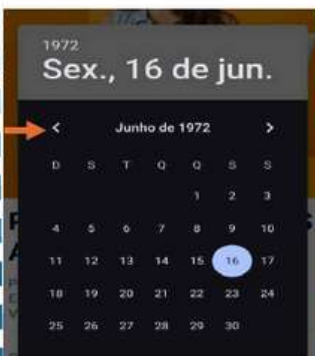 1972
Sex., 16 de jun.
< Junho de 1972 >
D S T Q Q S S
1 2 3
4 5 6 7 8 9 10
11 12 13 14 15 16 17
18 19 20 21 22 23 24
25 26 27 28 29 30